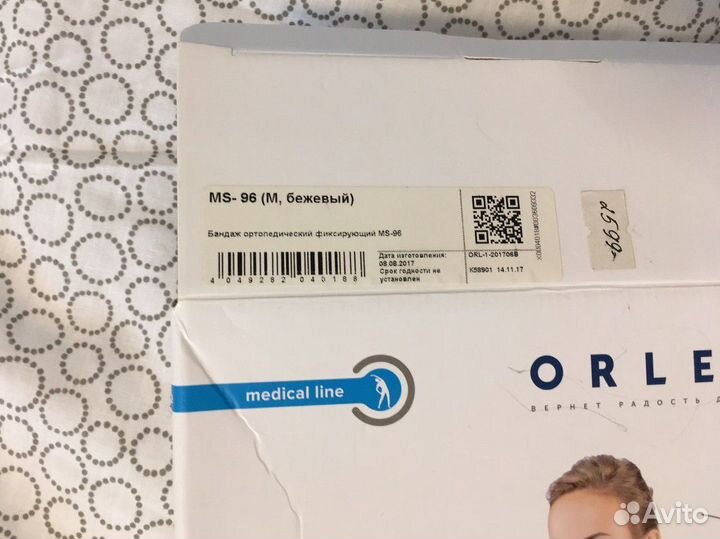 MS- 96 (M, бежевый)
Бандаж ортопедический фиксирующий MS-96
Дата изготовления:
08.08.2017
Срок годности не
установлен
4 049282 040188
ORL-1-201706B
K58901 14.11.17
medical line
ORLE
ВЕРНЕТ РАДОСТЬ Д
Avito